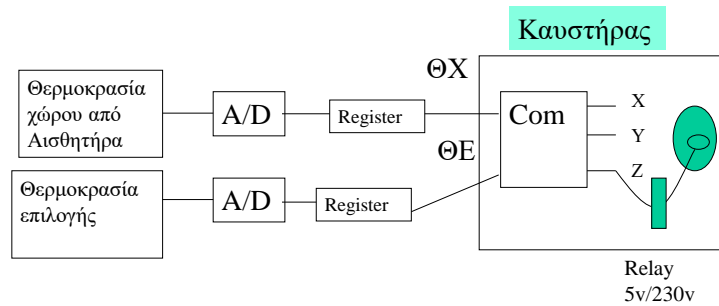 Καυστήρας
Θερμοκρασία
χώρου από
Αισθητήρα
A/D
Register
ΘΧ
Com
X
Y
Z
ΘΕ
Θερμοκρασία
επιλογής
A/D
Register
Relay
5v/230v